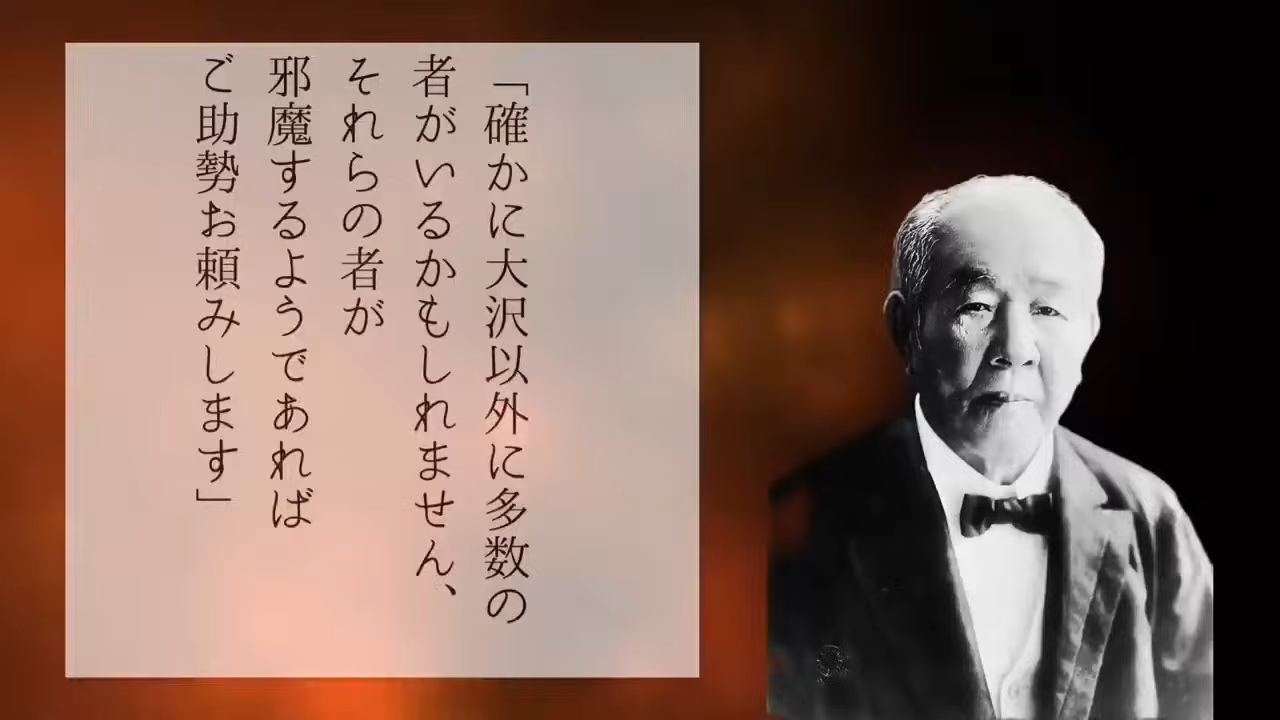 「確かに大沢以外に多数の
者がいるかもしれません、
それらの者が
邪魔するようであれば
ご助勢お頼みします」